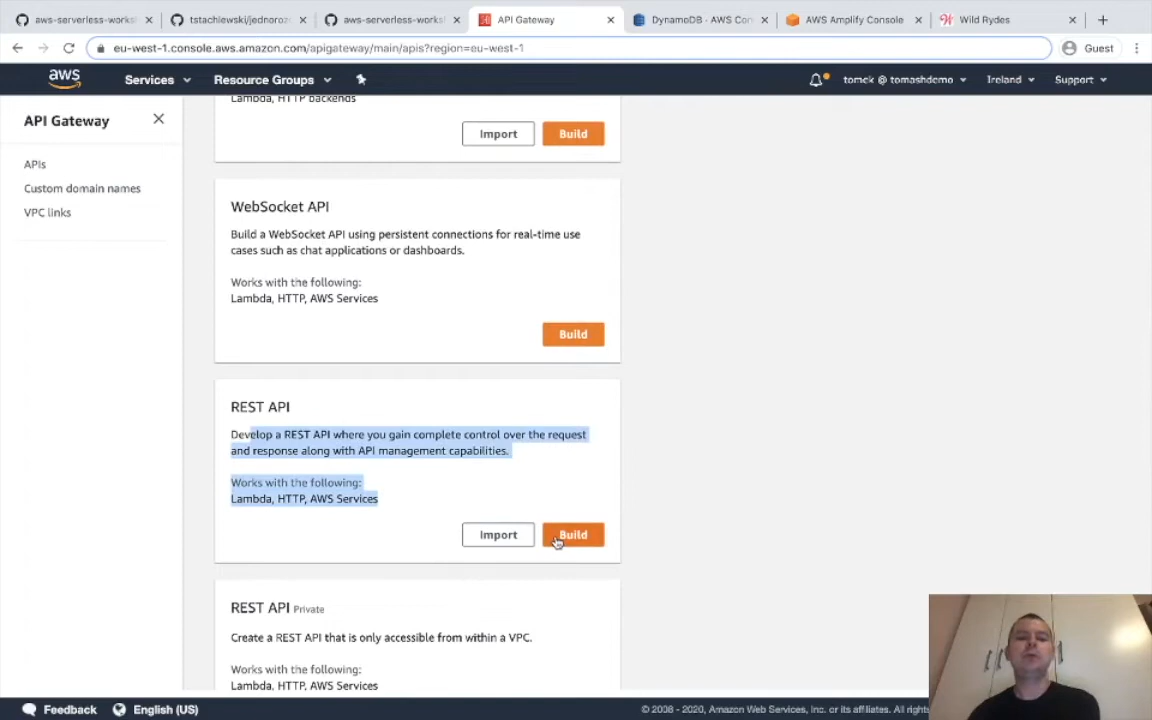 aws-serverless-works
tstachiewski/jednoroz
aws-serverless-works
API Gateway
DynamoDB - AWS Con
AWS Amplify Console
Wild Rydes
eu-west-1.console.aws.amazon.com/apigateway/main/apis?region=eu-west-1
Guest
aws
Services
Resource Groups
tomek @ tomashdemo
Ireland
Support
API Gateway
APIs
Custom domain names
VPC links
Lambda, HTTP backends
Import
Build
WebSocket API
Build a WebSocket API using persistent connections for real-time use
cases such as chat applications or dashboards.
Works with the following:
Lambda, HTTP, AWS Services
Build
REST API
Develop a REST API where you gain complete control over the request
and response along with API management capabilities.
Works with the following:
Lambda, HTTP, AWS Services
Import
Build
REST API Private
Create a REST API that is only accessible from within a VPC.
Works with the following:
Lambda, HTTP, AWS Services
Feedback
English (US)
© 2008 - 2020, Amazon Web Services, Inc. or its affiliates. All right